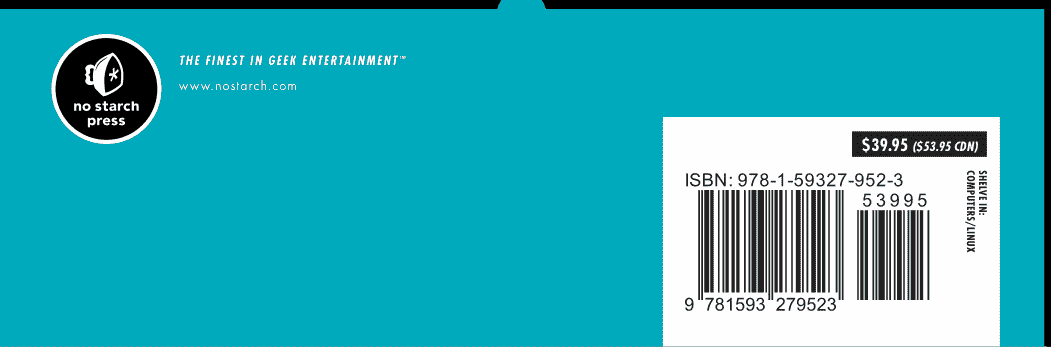 THE FINEST IN GEEK ENTERTAINMENT™
www.nostarch.com
no starch
press
$39.95 ($53.95 CDN)
ISBN: 978-1-59327-952-3
53995
SHELVE IN:
COMPUTERS/LINUX
9 781593 279523